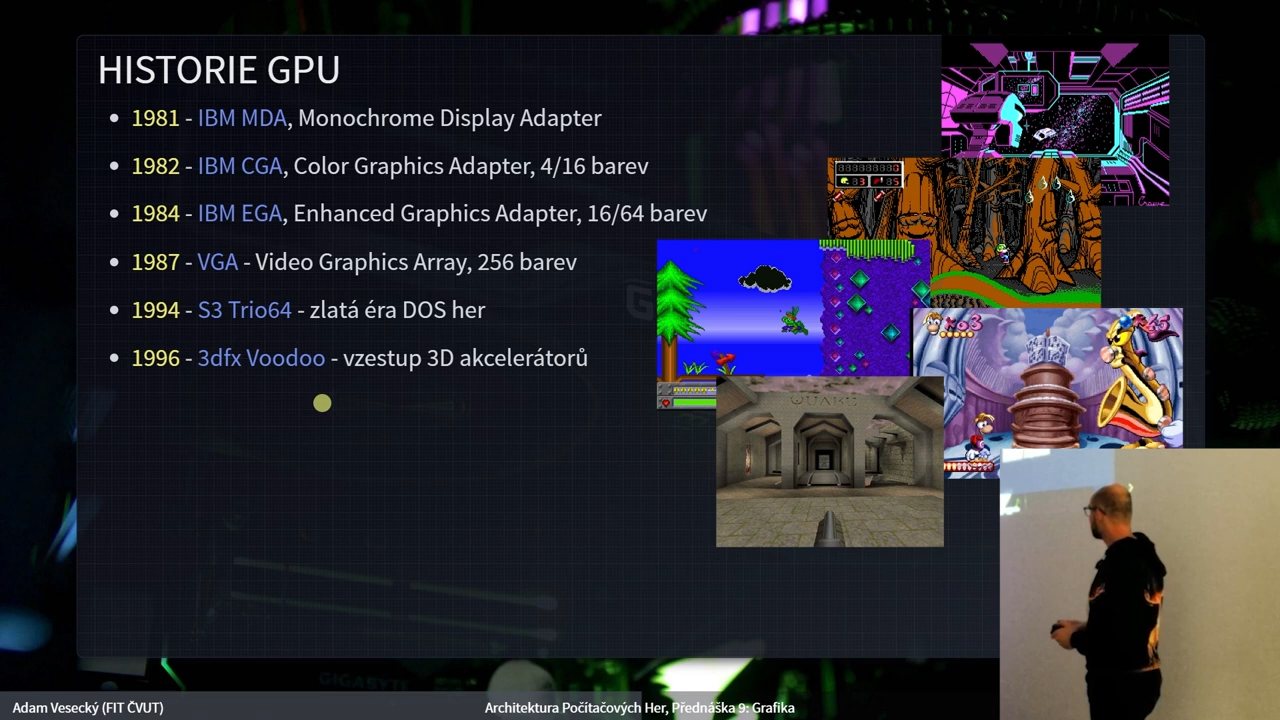 HISTORIE GPU
1981 - IBM MDA, Monochrome Display Adapter
1982 - IBM CGA, Color Graphics Adapter, 4/16 barev
1984 - IBM EGA, Enhanced Graphics Adapter, 16/64 barev
1987 - VGA - Video Graphics Array, 256 barev
1994 - S3 Trio64 - zlatá éra DOS her
1996 - 3dfx Voodoo - vzestup 3D akcelerátorů
QUAKE
GIGABYTE
Adam Vesecký (FIT ČVUT)
Architektura Počítačových Her, Přednáška 9: Grafika